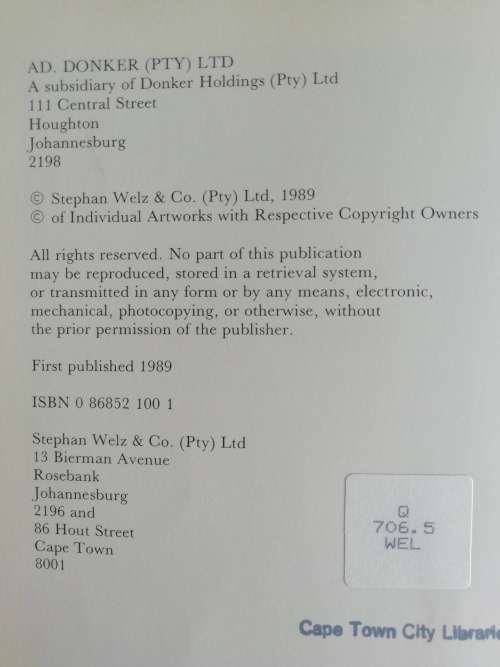 AD. DONKER (PTY) LTD
A subsidiary of Donker Holdings (Pty) Ltd
111 Central Street
Houghton
Johannesburg
2198
© Stephan Welz & Co. (Pty) Ltd, 1989
© of Individual Artworks with Respective Copyright Owners
All rights reserved. No part of this publication
may be reproduced, stored in a retrieval system,
or transmitted in any form or by any means, electronic,
mechanical, photocopying, or otherwise, without
the prior permission of the publisher.
First published 1989
ISBN 0 86852 100 1
Stephan Welz & Co. (Pty) Ltd
13 Bierman Avenue
Rosebank
Johannesburg
2196 and
86 Hout Street
Cape Town
8001
Q
706.5
WEL
Cape Town City Librarie